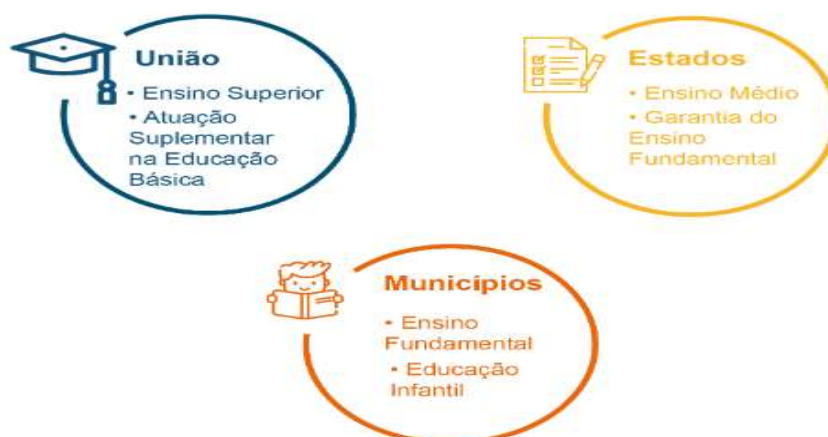 União
• Ensino Superior
• Atuação
Suplementar
na Educação
Básica
Estados
• Ensino Médio
• Garantia do
Ensino
Fundamental
Municípios
• Ensino
Fundamental
• Educação
Infantil